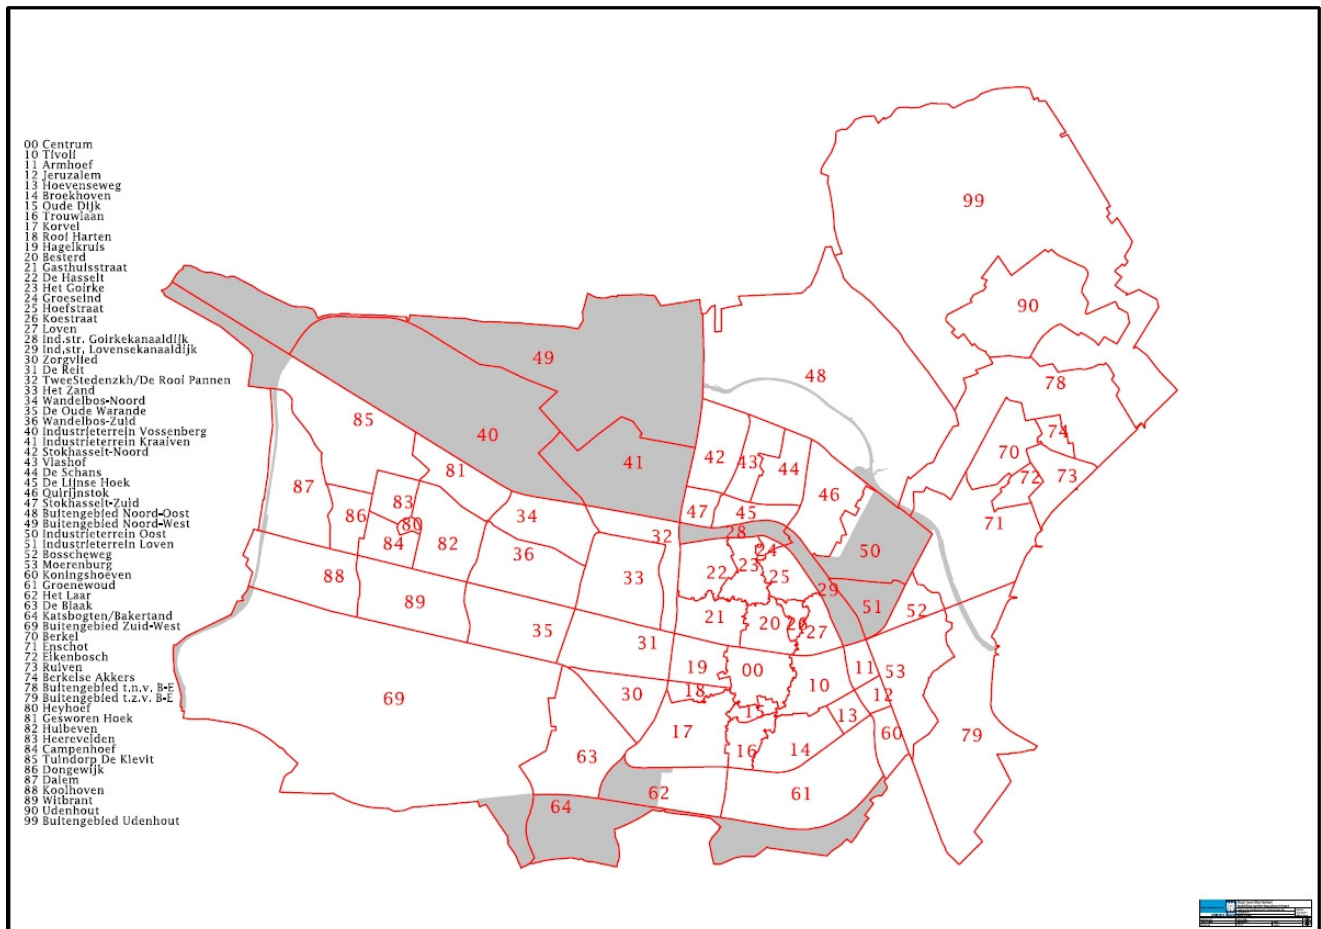 00 Centrum
10 Tivoli
11 Armhoef
12 Jeruzalem
13 Hoevenseweg
14 Broekhoven
15 Oude Dijk
16 Trouwlaan
17 Korvel
18 Rooi Harten
19 Hagelkruis
20 Besterd
21 Gasthuisstraat
22 De Hasselt
23 Het Goirke
24 Groeseind
25 Hoefstraat
26 Koestraat
27 Loven
28 Ind.str. Goirkekanaaldijk
29 Ind.str. Lovensekanaaldijk
30 Zorgvlied
31 De Reit
32 TweeStedenzkh/De Rooi Pannen
33 Het Zand
34 Wandelbos-Noord
35 De Oude Warande
36 Wandelbos-Zuid
40 Industrieterrein Vossenberg
41 Industrieterrein Kraaiven
42 Stokhasselt-Noord
43 Vlashof
44 De Schans
45 De Lijnse Hoek
46 Quirijnstok
47 Stokhasselt-Zuid
48 Buitengebied Noord-Oost
49 Buitengebied Noord-West
50 Industrieterrein Oost
51 Industrieterrein Loven
52 Bosscheweg
53 Moerenburg
60 Koningshoeven
61 Groenewoud
62 Het Laar
63 De Blaak
64 Katsbogten/Bakertand
69 Buitengebied Zuid-West
70 Berkel
71 Enschot
72 Eikenbosch
73 Rulven
74 Berkelse Akkers
78 Buitengebied t.n.v. B-E
79 Buitengebied t.z.v. B-E
80 Heyhoef
81 Gesworen Hoek
82 Hulbeven
83 Heerevelden
84 Campenhoef
85 Tuindorp De Kievit
86 Dongewijk
87 Dalem
88 Koolhoven
89 Witbrant
90 Udenhout
99 Buitengebied Udenhout
99
90
78
74
70
72
73
71
49
48
85
40
41
81
42
43
44
46
87
83
86
80
84
82
34
36
47
45
32
28
50
24
23
22
25
29
33
88
89
51
52
21
20
26
27
35
31
19
00
11
53
18
10
12
69
30
13
17
16
14
60
79
63
62
61
64